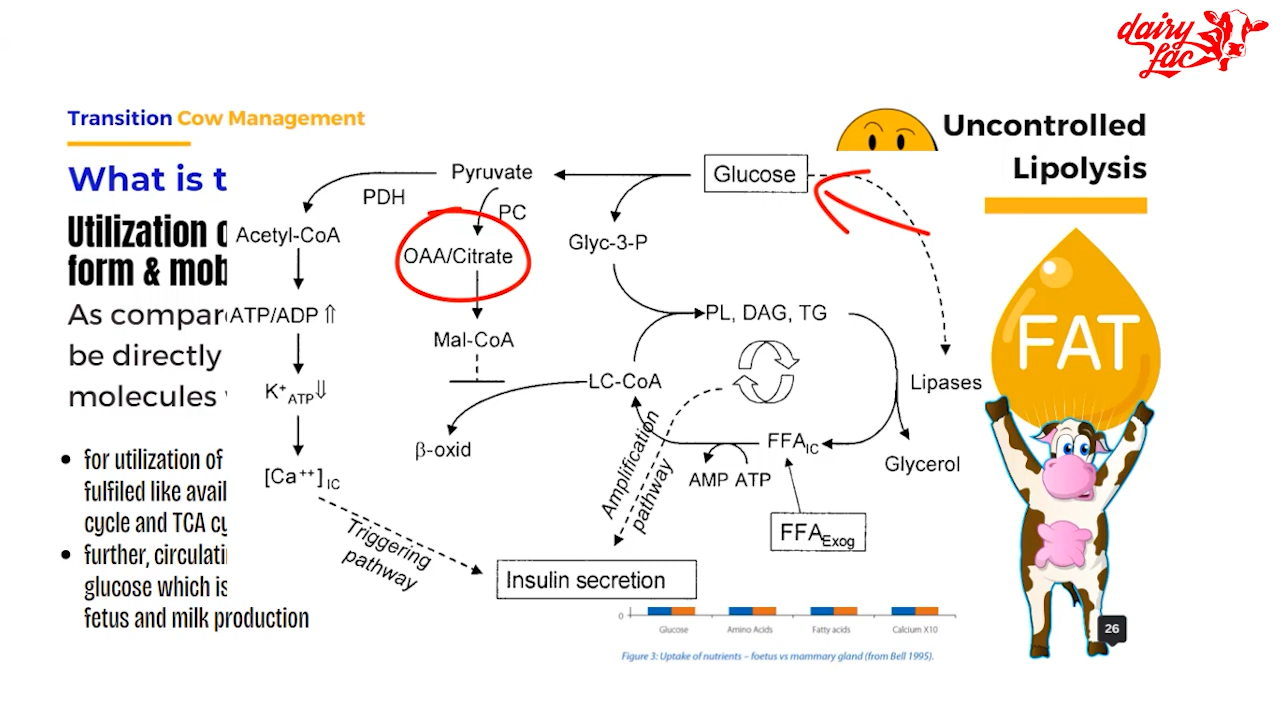 dairy
fac
Transition Cow Management
What is t
Utilization o
form & mob
As compar
be directly
molecules
for utilization of
fulfiled like avail
cycle and TCA cy
further, circulati
glucose which is
fetus and milk production
Uncontrolled
Lipolysis
FAT
Pyruvate
Glucose
PDH
PC
Acetyl-CoA
OAA/Citrate
Glyc-3-P
ATP/ADP⇑
PL, DAG, TG
Mal-CoA
K⁺ATP⇓
LC-CoA
Lipases
β-oxid
FFAIC
Glycerol
[Ca⁺⁺]IC
AMP ATP
Amplification
pathway
FFAExog
Triggering
pathway
Insulin secretion
0
Glucose
Amino Acids
Fatty acids
Calcium X10
Figure 3: Uptake of nutrients – foetus vs mammary gland (from Bell 1995).
26